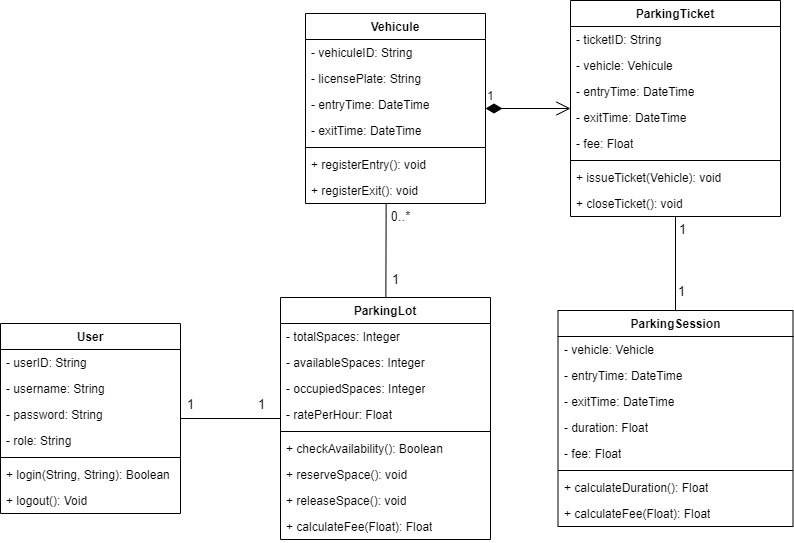 Vehicule
- vehiculeID: String
- licensePlate: String
- entryTime: DateTime
- exitTime: DateTime
+ registerEntry(): void
+ registerExit(): void
1
ParkingTicket
- ticketID: String
- vehicle: Vehicule
- entryTime: DateTime
- exitTime: DateTime
- fee: Float
+ issueTicket(Vehicle): void
+ closeTicket(): void
0..*
1
1
1
User
- userID: String
- username: String
- password: String
- role: String
+ login(String, String): Boolean
+ logout(): Void
1
1
ParkingLot
- totalSpaces: Integer
- availableSpaces: Integer
- occupiedSpaces: Integer
- ratePerHour: Float
+ checkAvailability(): Boolean
+ reserveSpace(): void
+ releaseSpace(): void
+ calculateFee(Float): Float
ParkingSession
- vehicle: Vehicle
- entryTime: DateTime
- exitTime: DateTime
- duration: Float
- fee: Float
+ calculateDuration(): Float
+ calculateFee(Float): Float